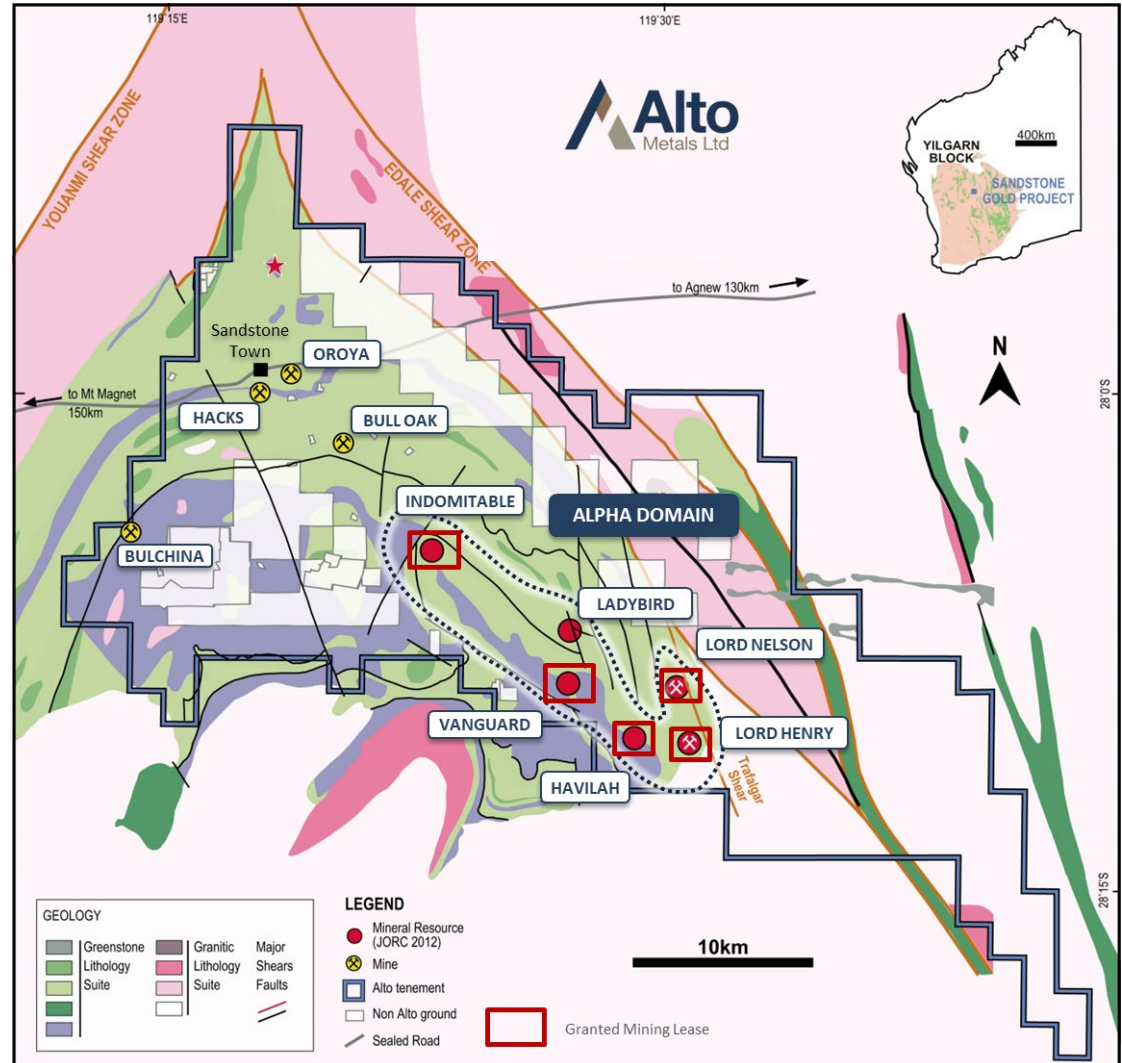 119°15'E
119°30'E
Alto
Metals Ltd
400km
YILGARN
BLOCK
SANDSTONE
GOLD PROJECT
YOUANMI SHEAR ZONE
EDALE SHEAR ZONE
to Agnew 130km
Sandstone
Town
OROYA
N
to Mt Magnet
150km
HACKS
BULL OAK
28°0'S
INDOMITABLE
ALPHA DOMAIN
BULCHINA
LADYBIRD
LORD NELSON
VANGUARD
LORD HENRY
HAVILAH
Trafalgar
Shear
28°15'S
GEOLOGY
Greenstone
Lithology
Suite
Granitic
Lithology
Suite
Major
Shears
Faults
LEGEND
Mineral Resource
(JORC 2012)
Mine
Alto tenement
Non Alto ground
Sealed Road
10km
Granted Mining Lease